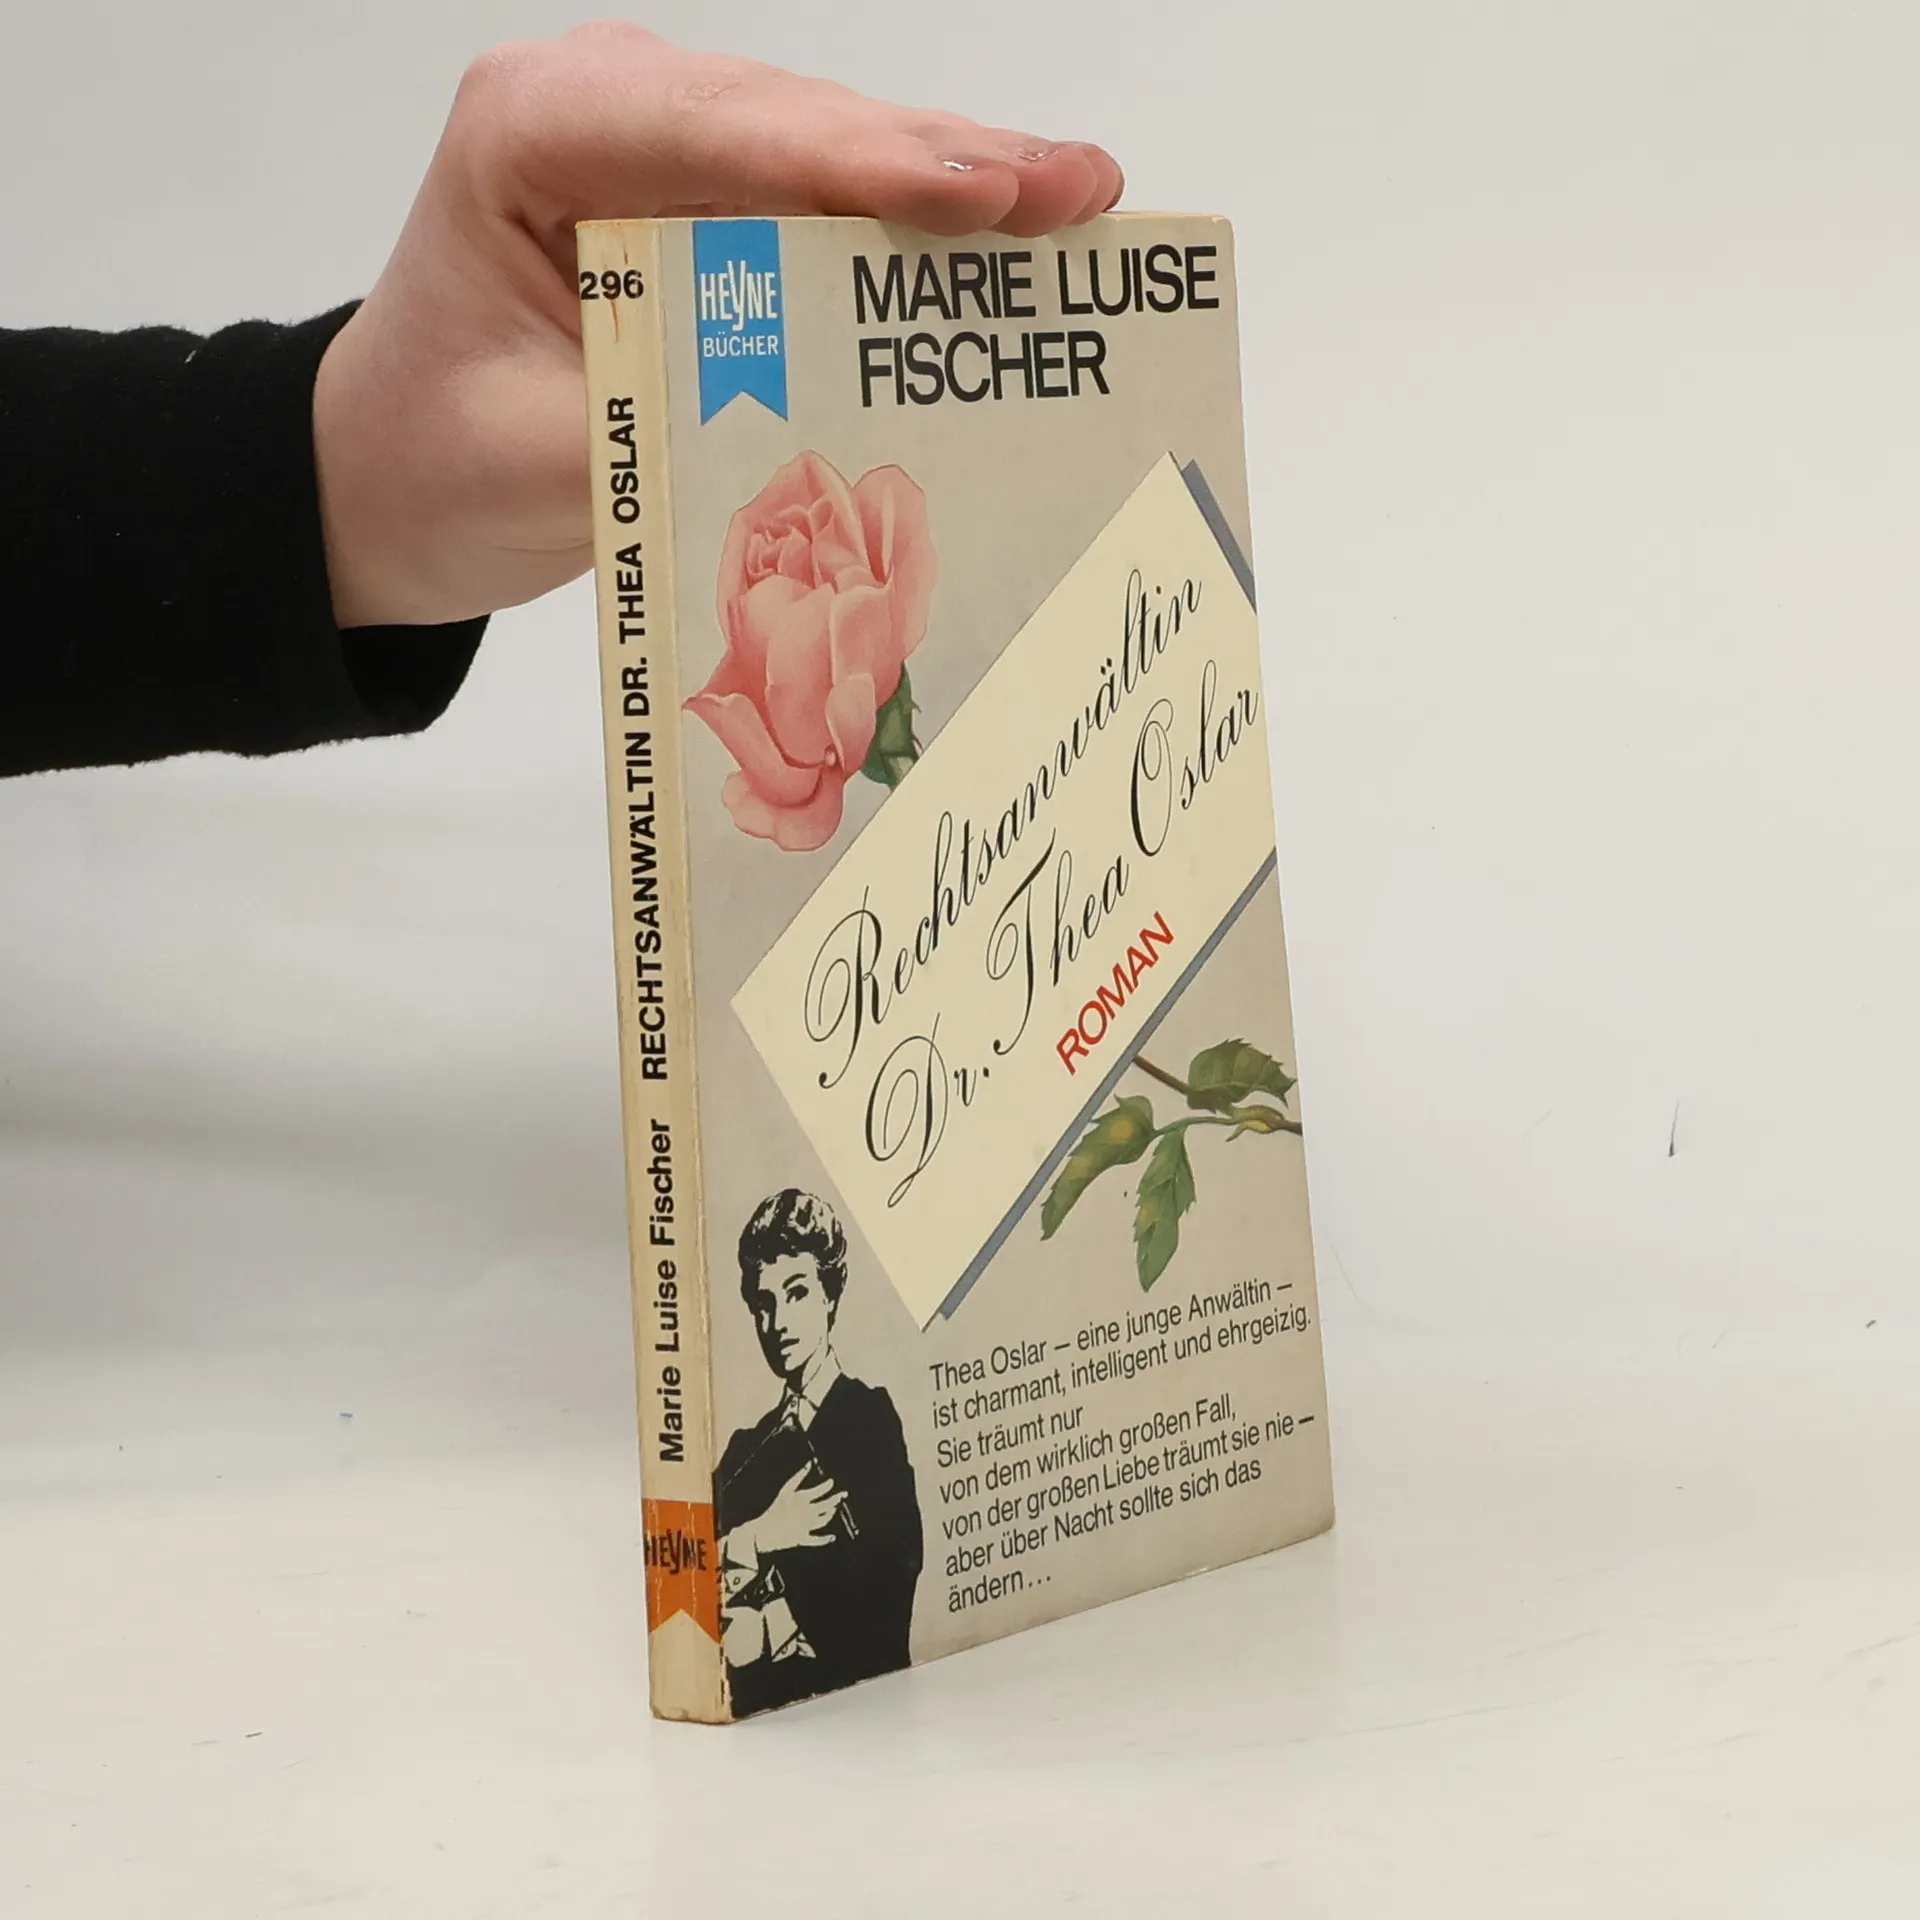 296
RECHTSANWÄLTIN DR. THEA OSLAR
Marie Luise Fischer
HEYNE
HEYNE
BÜCHER
MARIE LUISE
FISCHER
Rechtsanwältin
Dr. Thea Oslar
ROMAN
Thea Oslar – eine junge Anwältin –
ist charmant, intelligent und ehrgeizig.
Sie träumt nur
von dem wirklich großen Fall,
von der großen Liebe träumt sie nie –
aber über Nacht sollte sich das
ändern...